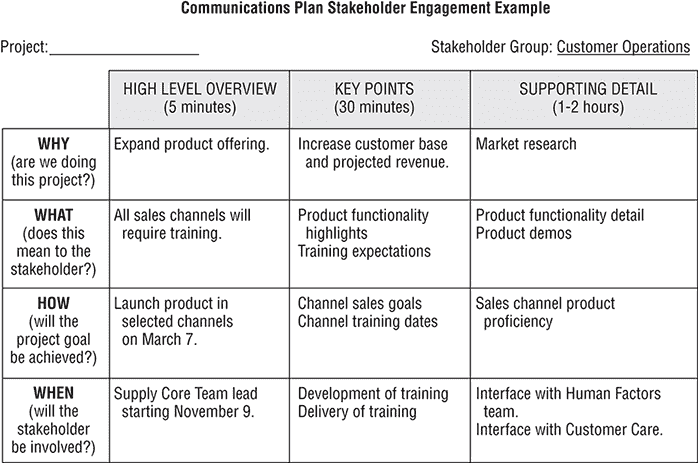 Communications Plan Stakeholder Engagement Example
Project:
Stakeholder Group: Customer Operations
HIGH LEVEL OVERVIEW
(5 minutes)
KEY POINTS
(30 minutes)
SUPPORTING DETAIL
(1-2 hours)
WHY
(are we doing
this project?)
Expand product offering.
Increase customer base
and projected revenue.
Market research
WHAT
(does this
mean to the
stakeholder?)
All sales channels will
require training.
Product functionality
highlights
Training expectations
Product functionality detail
Product demos
HOW
(will the
project goal
be achieved?)
Launch product in
selected channels
on March 7.
Channel sales goals
Channel training dates
Sales channel product
proficiency
WHEN
(will the
stakeholder
be involved?)
Supply Core Team lead
starting November 9.
Development of training
Delivery of training
Interface with Human Factors
team.
Interface with Customer Care.